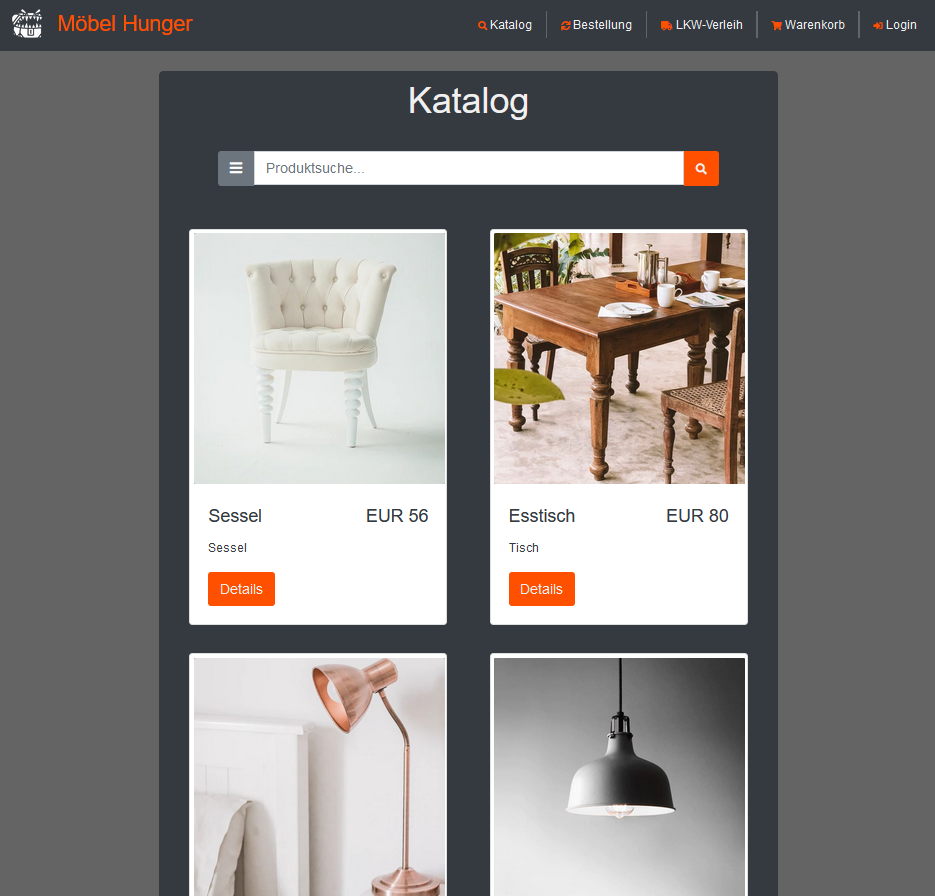 Möbel Hunger
Katalog
Bestellung
LKW-Verleih
Warenkorb
Login
Katalog
Produktsuche...
Sessel EUR 56
Sessel
Details
Esstisch EUR 80
Tisch
Details